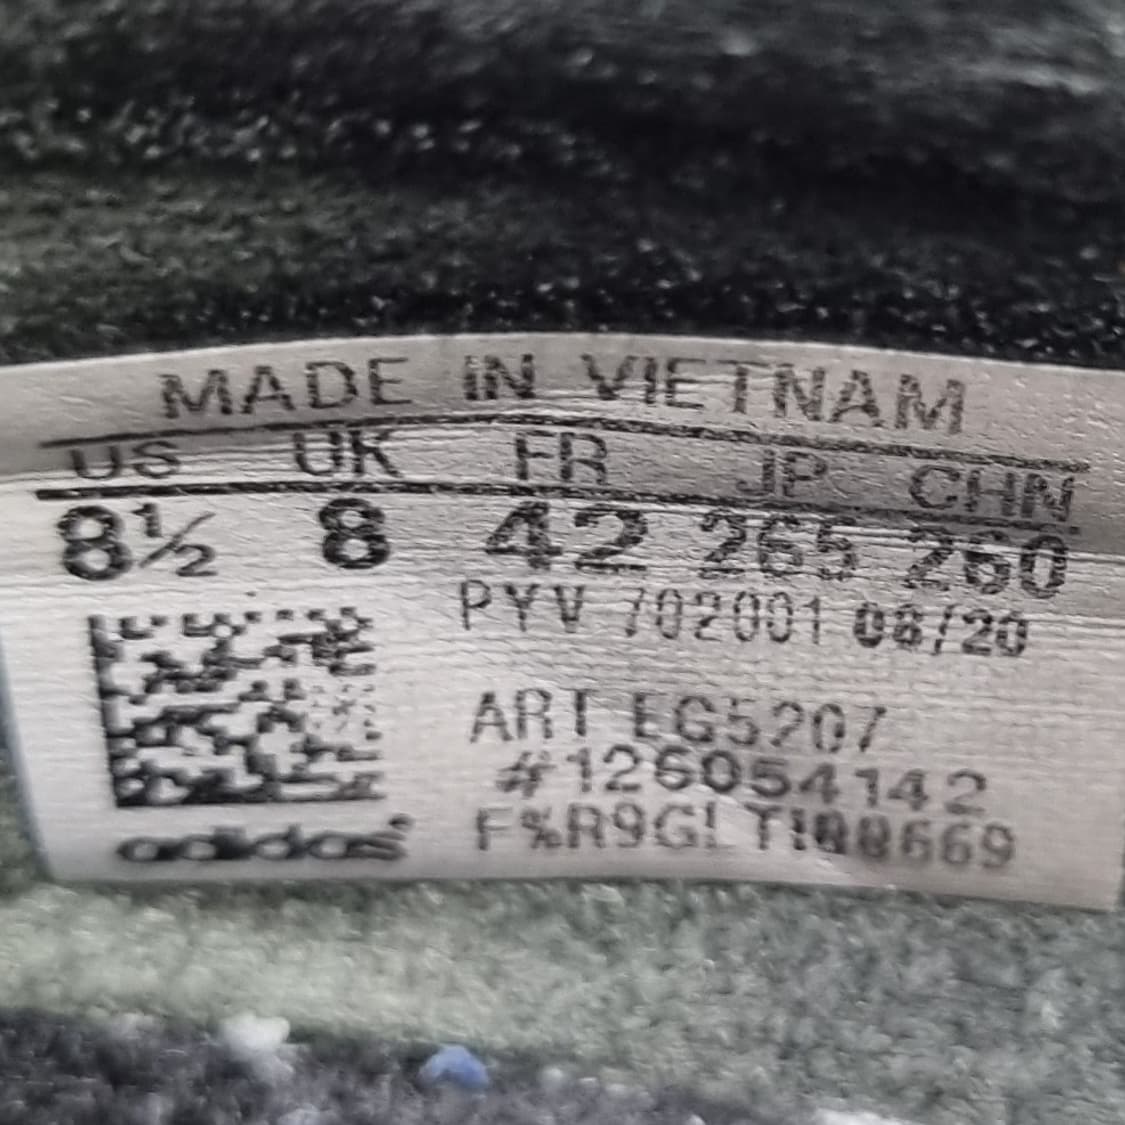 MADE IN VIETNAM
US UK FR JP CHN
8½ 8 42 265 260
PYV 702001 08/20
ART EG5207
#126054142
adidas